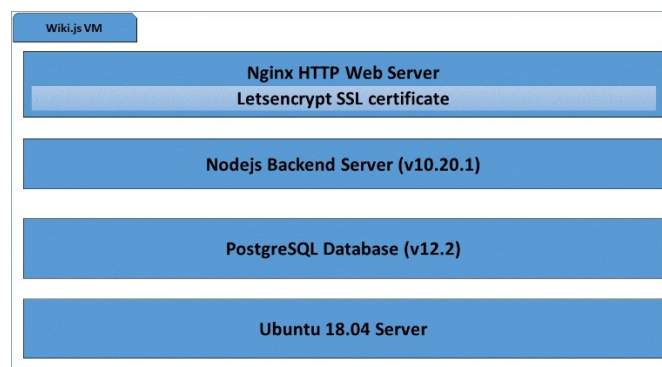 Wiki.js VM
Nginx HTTP Web Server
Letsencrypt SSL certificate
Nodejs Backend Server (v10.20.1)
PostgreSQL Database (v12.2)
Ubuntu 18.04 Server